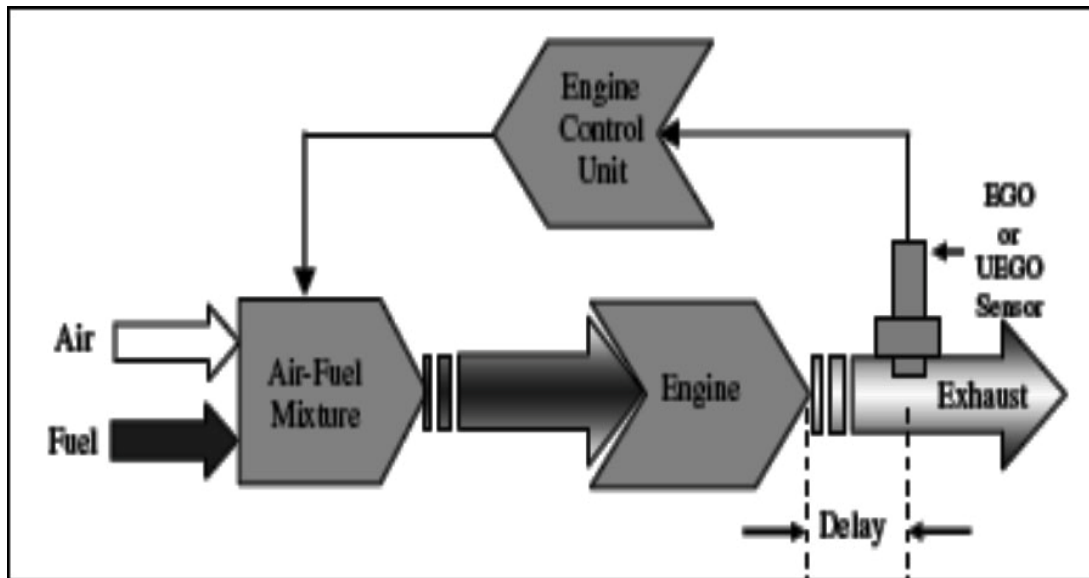 Engine
Control
Unit
EGO
or
UEGO
Sensor
Air
Fuel
Air-Fuel
Mixture
Engine
Exhaust
Delay